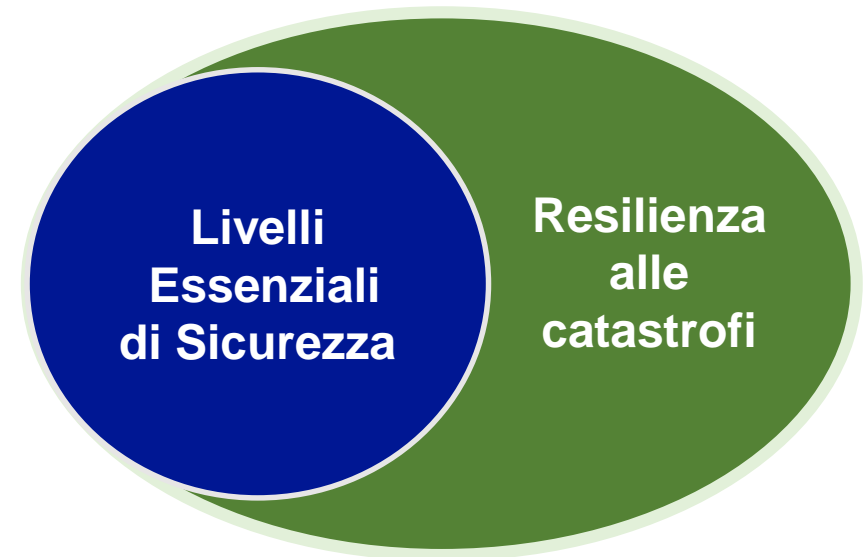 Livelli
Essenziali
di Sicurezza
Resilienza
alle
catastrofi